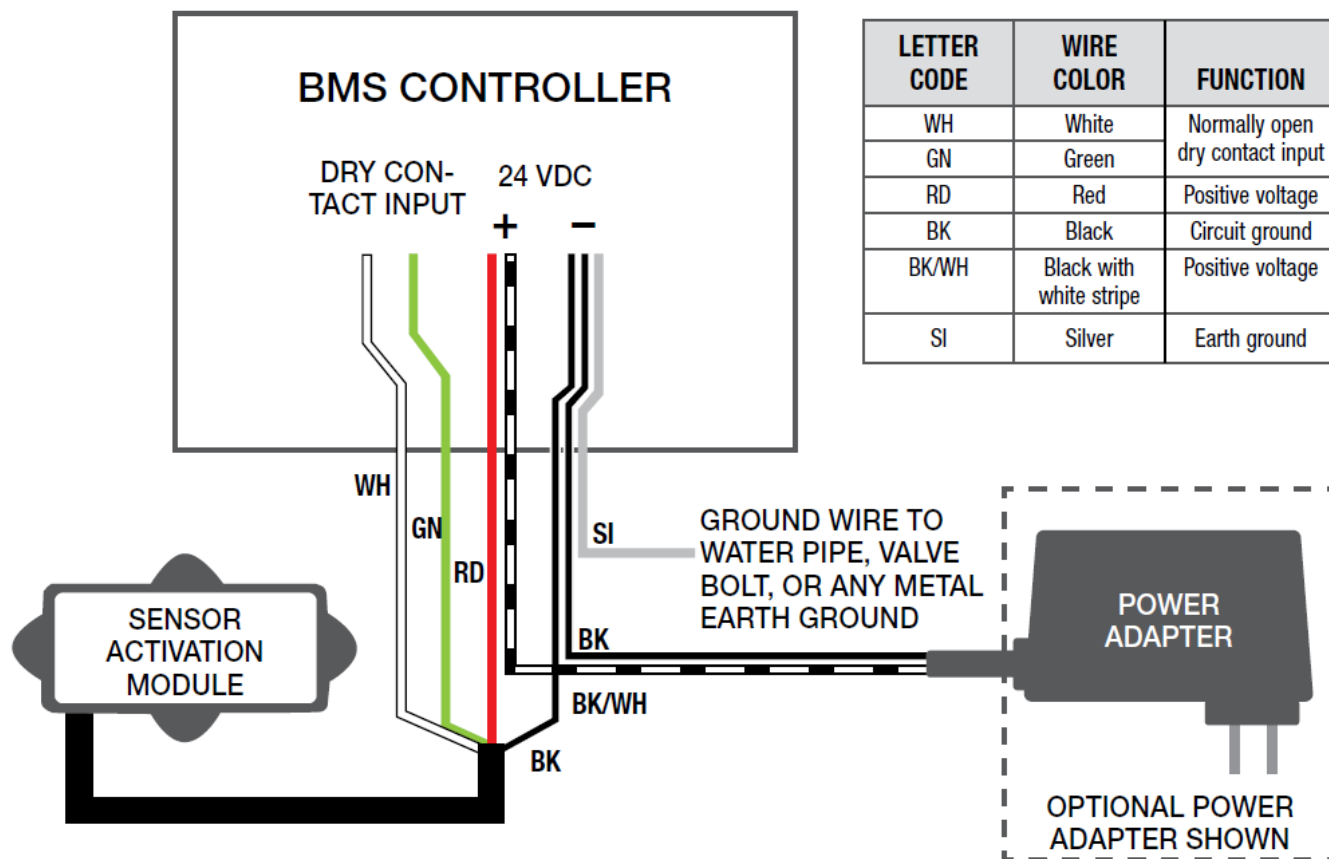 BMS CONTROLLER
DRY CON-
TACT INPUT
24 VDC
+
−
WH
GN
RD
SI
BK
BK/WH
BK
GROUND WIRE TO
WATER PIPE, VALVE
BOLT, OR ANY METAL
EARTH GROUND
SENSOR
ACTIVATION
MODULE
POWER
ADAPTER
OPTIONAL POWER
ADAPTER SHOWN
LETTER CODE WIRE COLOR FUNCTION
WH White Normally open
GN Green dry contact input
RD Red Positive voltage
BK Black Circuit ground
BK/WH Black with Positive voltage
white stripe
SI Silver Earth ground